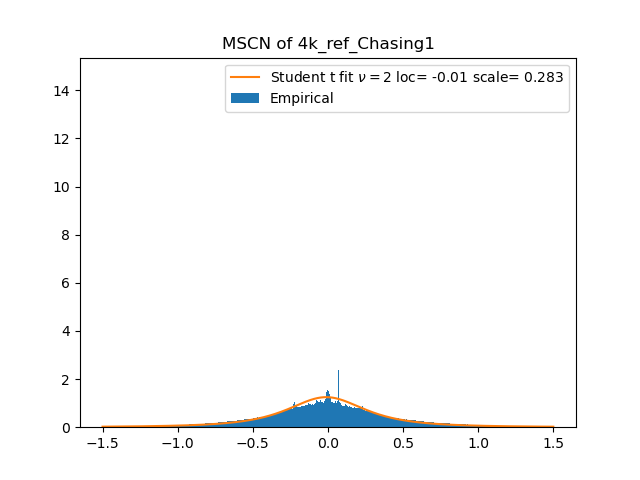 MSCN of 4k_ref_Chasing1
Student t fit ν = 2 loc= -0.01 scale= 0.283
Empirical
14
12
10
8
6
4
2
0
−1.5 −1.0 −0.5 0.0 0.5 1.0 1.5